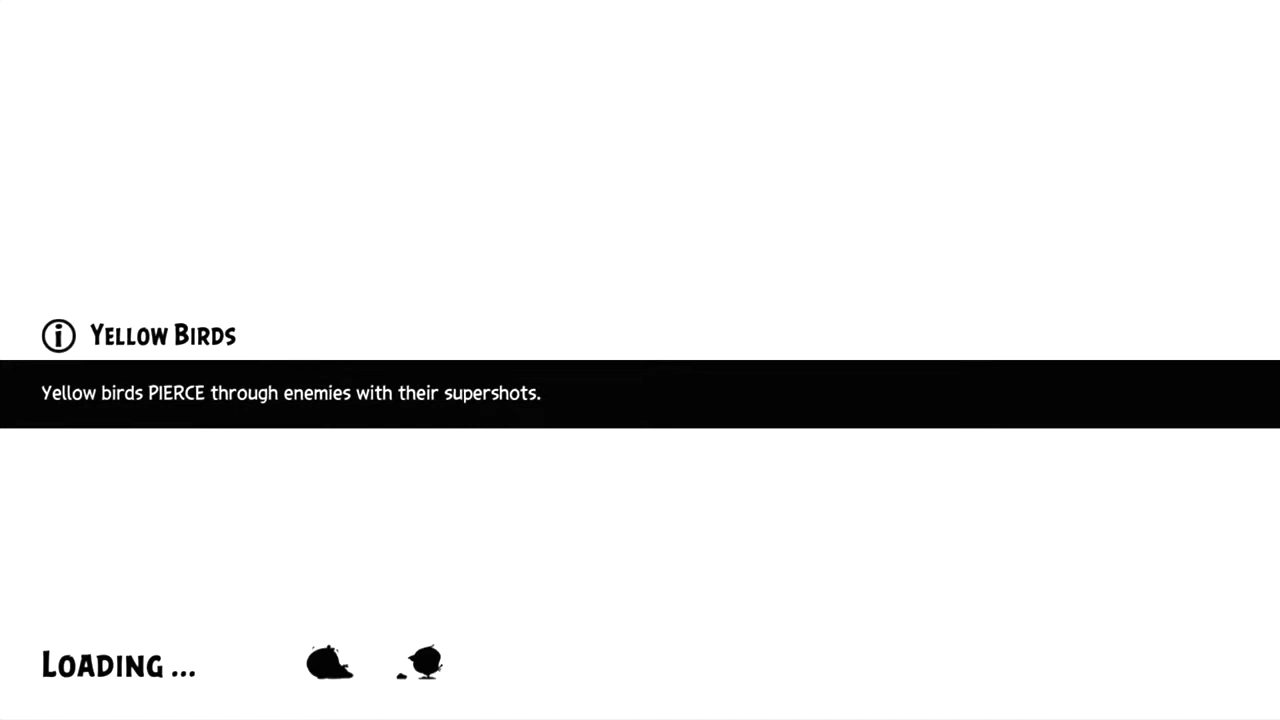 Yellow Birds
Yellow birds PIERCE through enemies with their supershots.
Loading ...